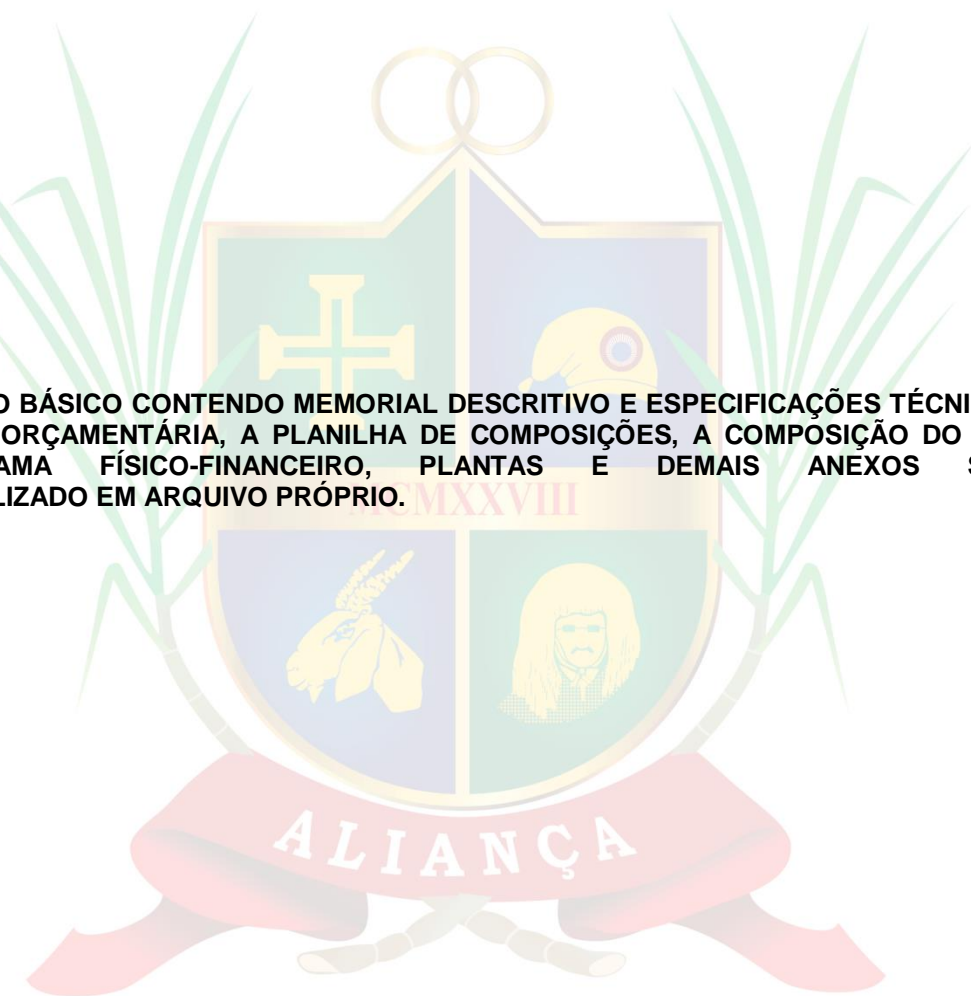 O BÁSICO CONTENDO MEMORIAL DESCRITIVO E ESPECIFICAÇÕES TÉCNI
ORÇAMENTÁRIA, A PLANILHA DE COMPOSIÇÕES, A COMPOSIÇÃO DO
AMA FÍSICO-FINANCEIRO, PLANTAS E DEMAIS ANEXOS S
LIZADO EM ARQUIVO PRÓPRIO.
MCMXXVIII
ALIANÇA